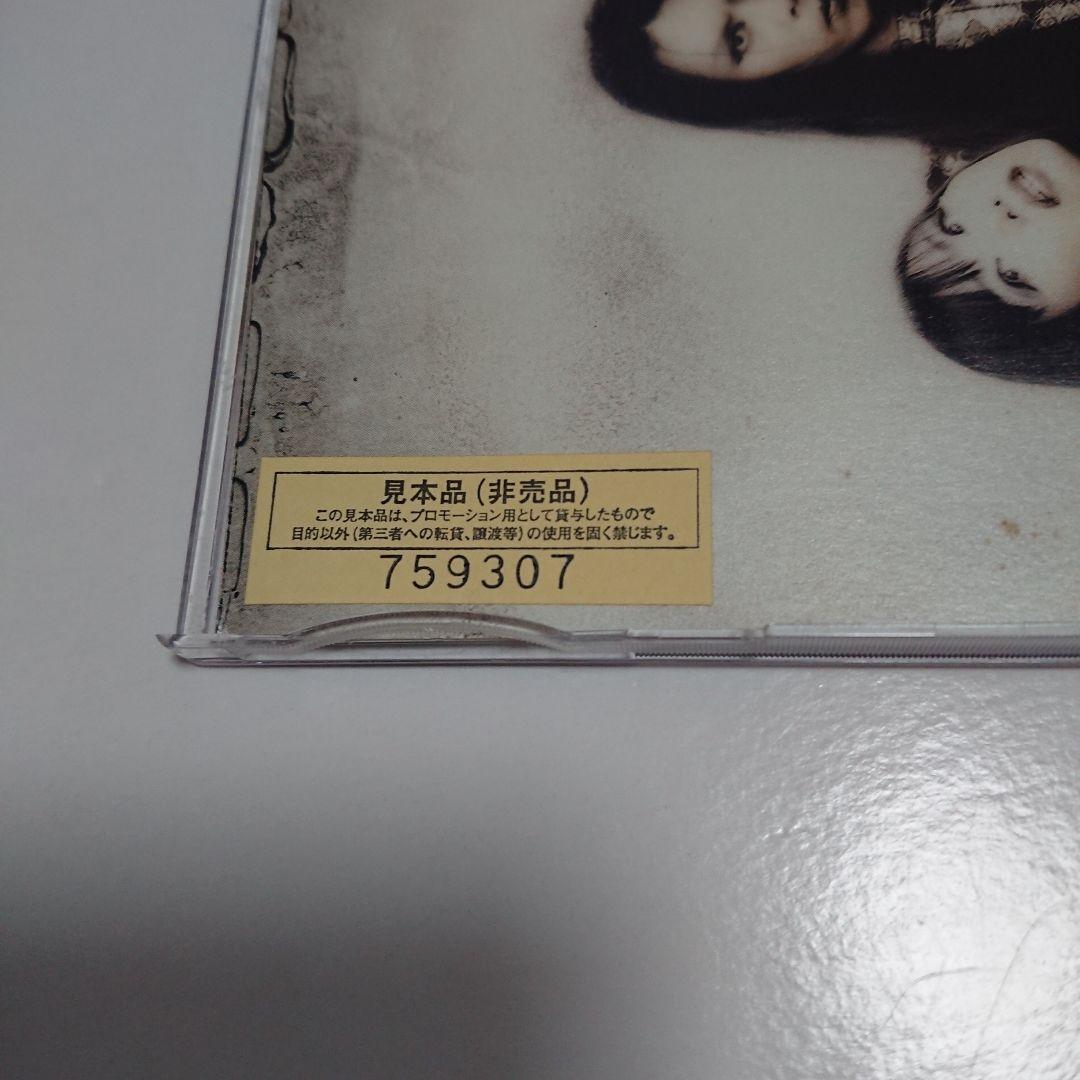 見本品(非売品)
この見本品は、プロモーション用として貸与したもので
目的以外(第三者への転貸、譲渡等)の使用を固く禁じます。
759307